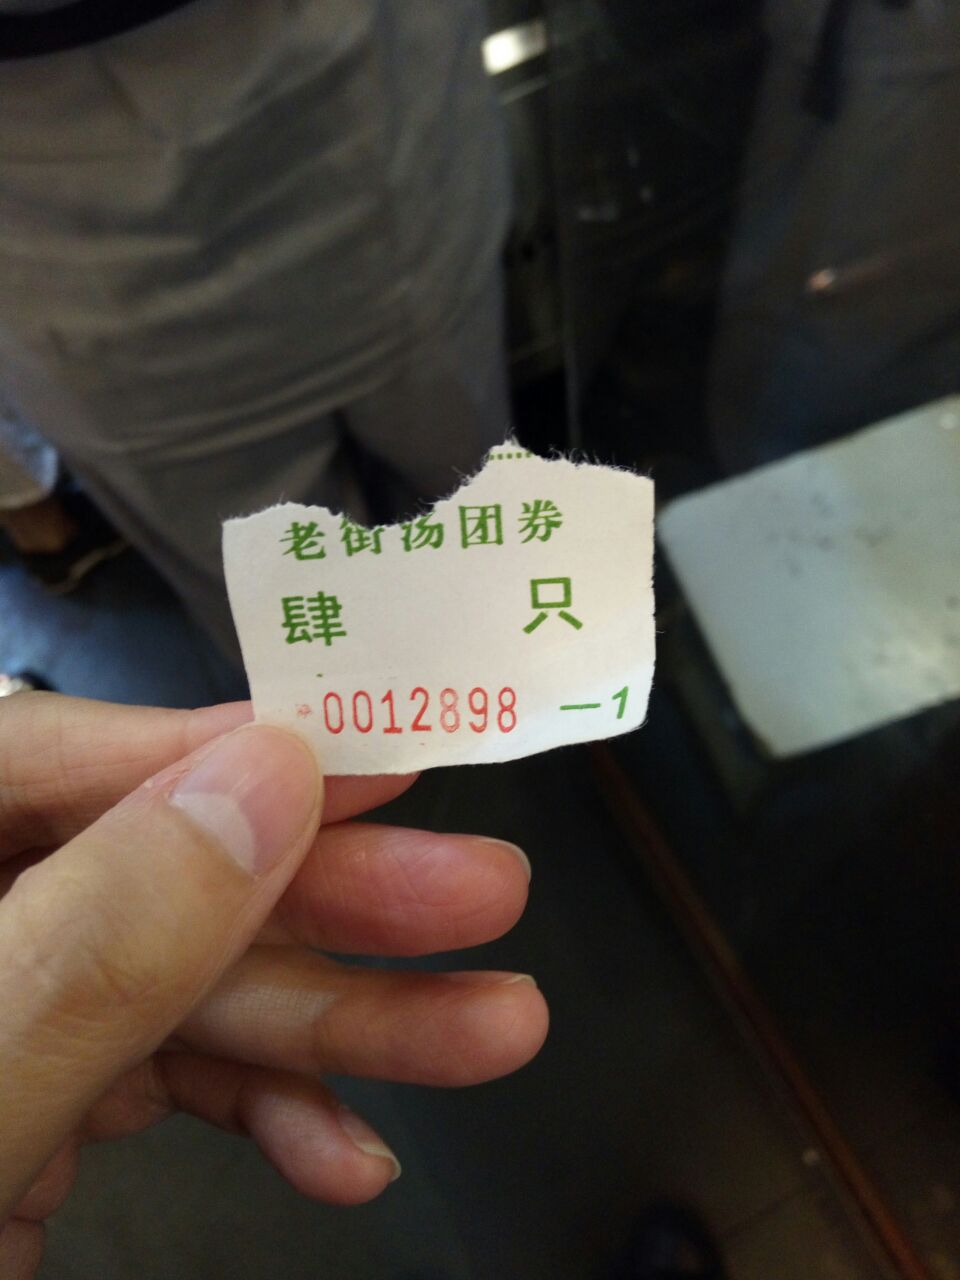 老街汤团券
肆 只
0012898 —1